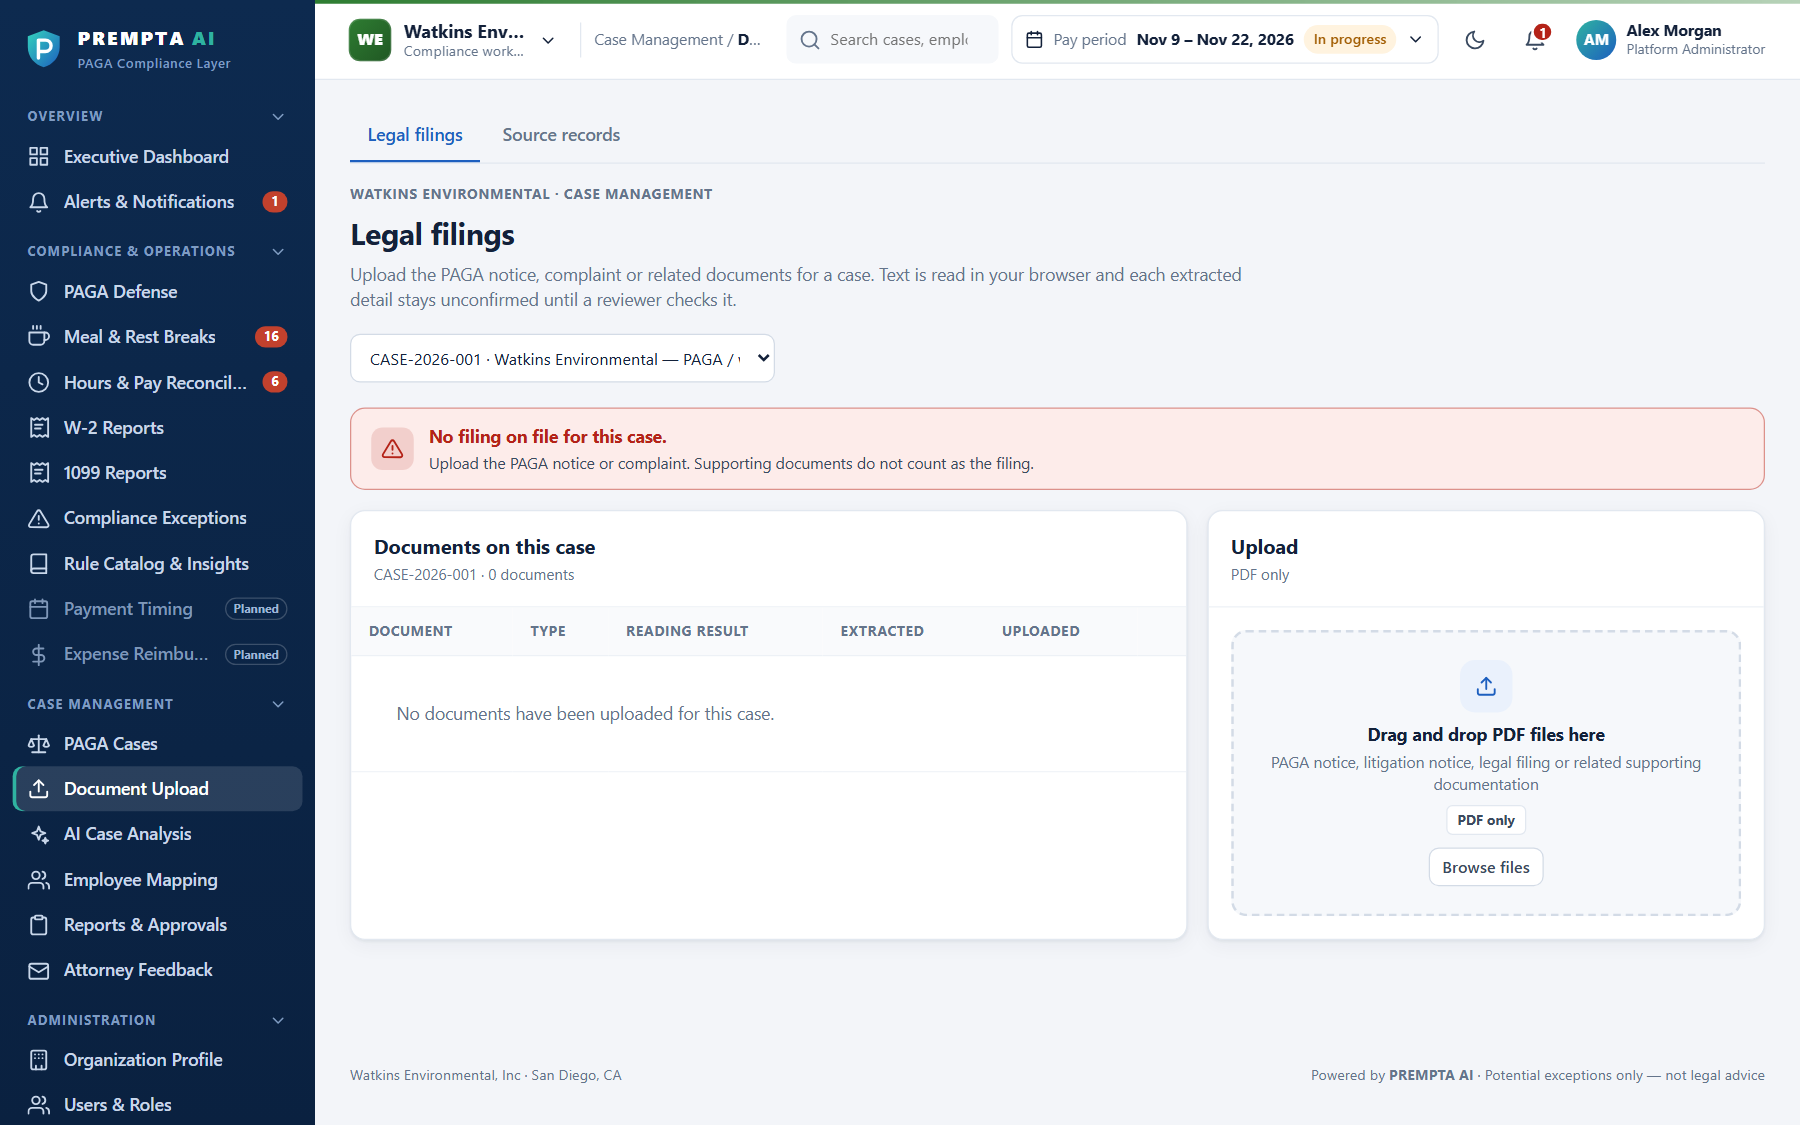 PREMPTA AI
PAGA Compliance Layer
OVERVIEW
Executive Dashboard
Alerts & Notifications 1
COMPLIANCE & OPERATIONS
PAGA Defense
Meal & Rest Breaks 16
Hours & Pay Reconcil... 6
W-2 Reports
1099 Reports
Compliance Exceptions
Rule Catalog & Insights
Payment Timing Planned
Expense Reimbu... Planned
CASE MANAGEMENT
PAGA Cases
Document Upload
AI Case Analysis
Employee Mapping
Reports & Approvals
Attorney Feedback
ADMINISTRATION
Organization Profile
Users & Roles
WE
Watkins Env...
Compliance work...
Case Management / D...
Search cases, emplo
Pay period Nov 9 – Nov 22, 2026 In progress
1
AM
Alex Morgan
Platform Administrator
Legal filings
Source records
WATKINS ENVIRONMENTAL · CASE MANAGEMENT
Legal filings
Upload the PAGA notice, complaint or related documents for a case. Text is read in your browser and each extracted
detail stays unconfirmed until a reviewer checks it.
CASE-2026-001 · Watkins Environmental — PAGA /
No filing on file for this case.
Upload the PAGA notice or complaint. Supporting documents do not count as the filing.
Documents on this case
CASE-2026-001 · 0 documents
DOCUMENT TYPE READING RESULT EXTRACTED UPLOADED
No documents have been uploaded for this case.
Upload
PDF only
Drag and drop PDF files here
PAGA notice, litigation notice, legal filing or related supporting
documentation
PDF only
Browse files
Watkins Environmental, Inc · San Diego, CA
Powered by PREMPTA AI · Potential exceptions only — not legal advice